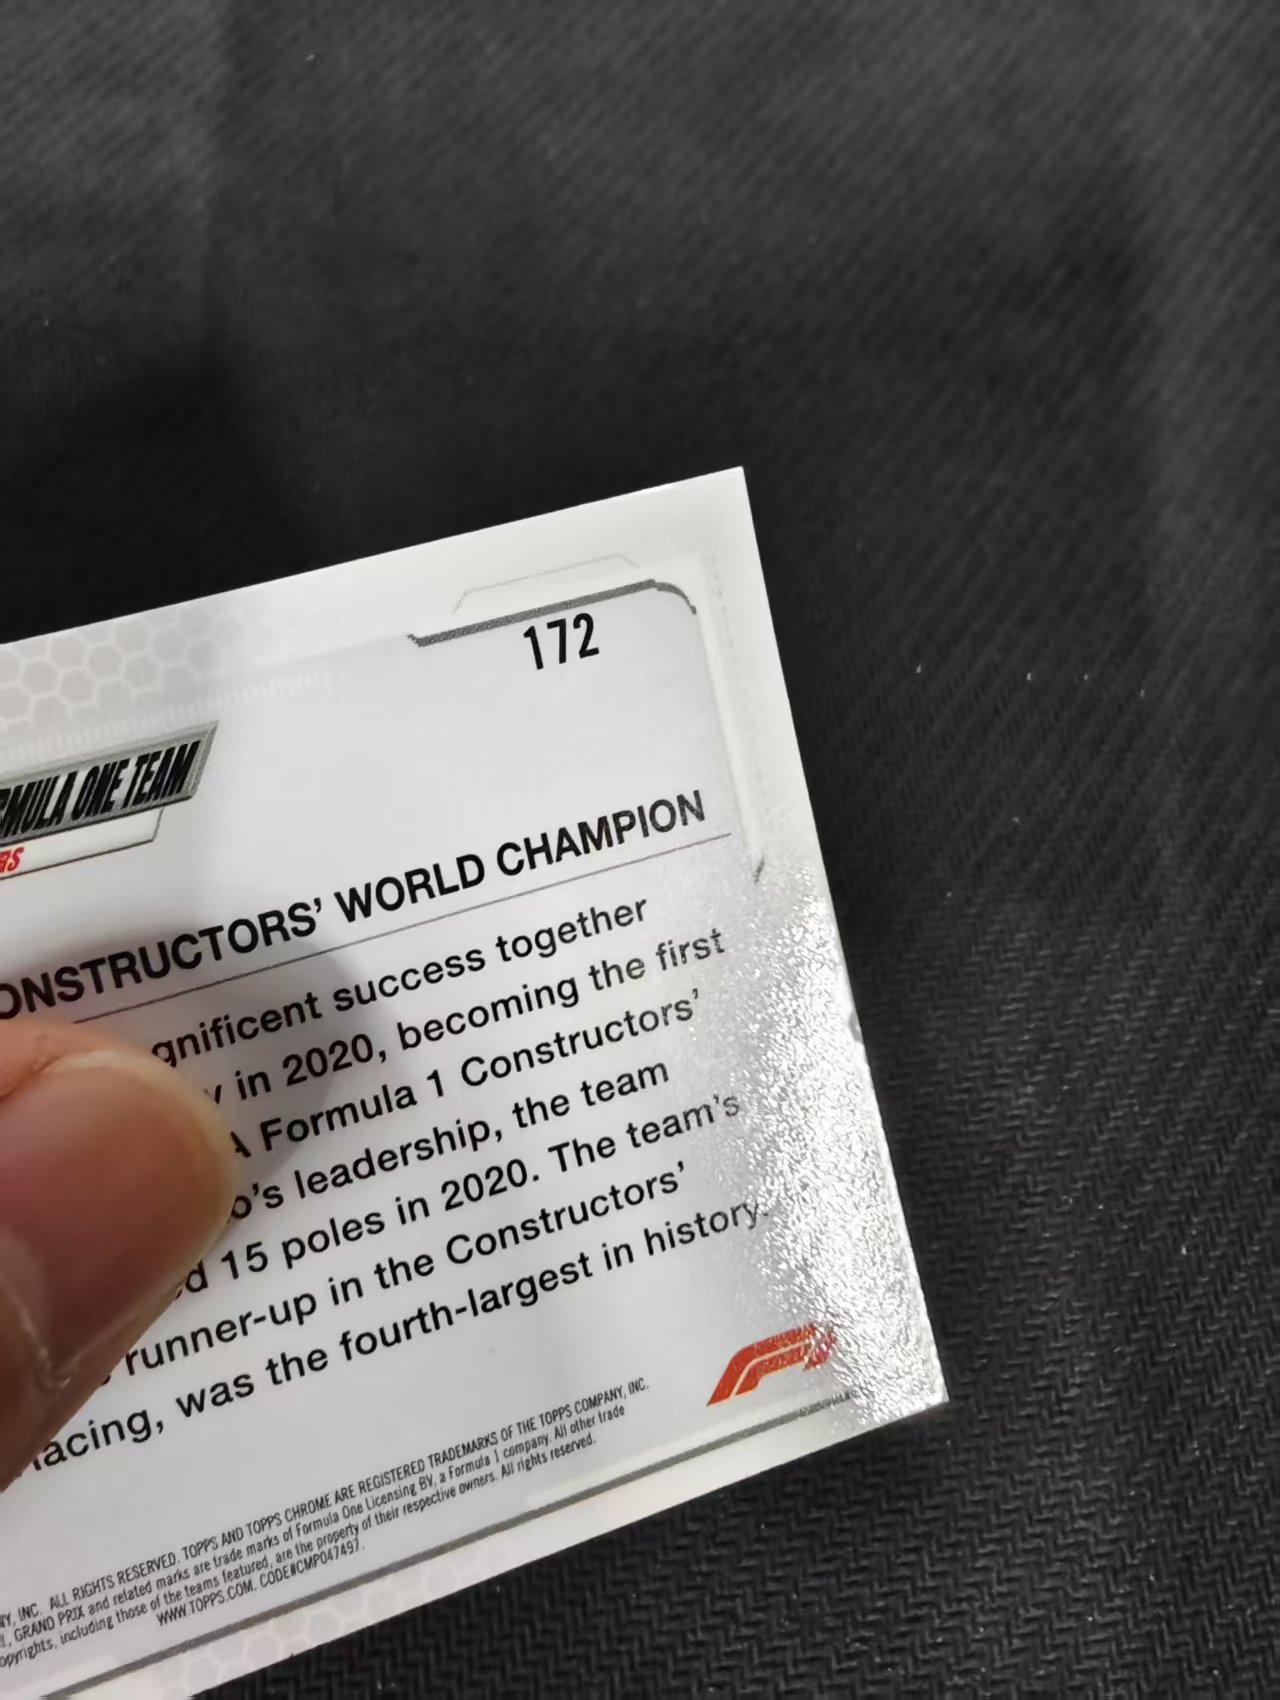 172
FORMULA ONE TEAM
CONSTRUCTORS' WORLD CHAMPION
success together
in 2020, becoming the first
Formula 1 Constructors'
leadership, the team
15 poles in 2020. The team's
runner-up in the Constructors'
was the fourth-largest in history.
INC. ALL RIGHTS RESERVED. TOPPS AND TOPPS CHROME ARE REGISTERED TRADEMARKS OF THE TOPPS COMPANY, INC.
GRAND PRIX and related marks are trade marks of Formula One Licensing BV, a Formula 1 company. All other trade
including those of the teams featured, are the property of their respective owners. All rights reserved.
WWW.TOPPS.COM. CODE#CMP047497.